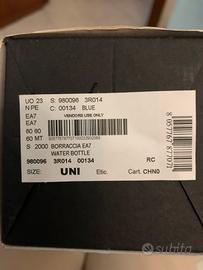 UO 23 S: 980096 3R014
N PE C: 00134 BLUE
EA7 VENDORS USE ONLY
EA7
80 60
60 MT
S 2000 BORRACCIA EA7
WATER BOTTLE
980096 3R014 00134 RC
SIZE: UNI Etic. Cart. CHN0
subito